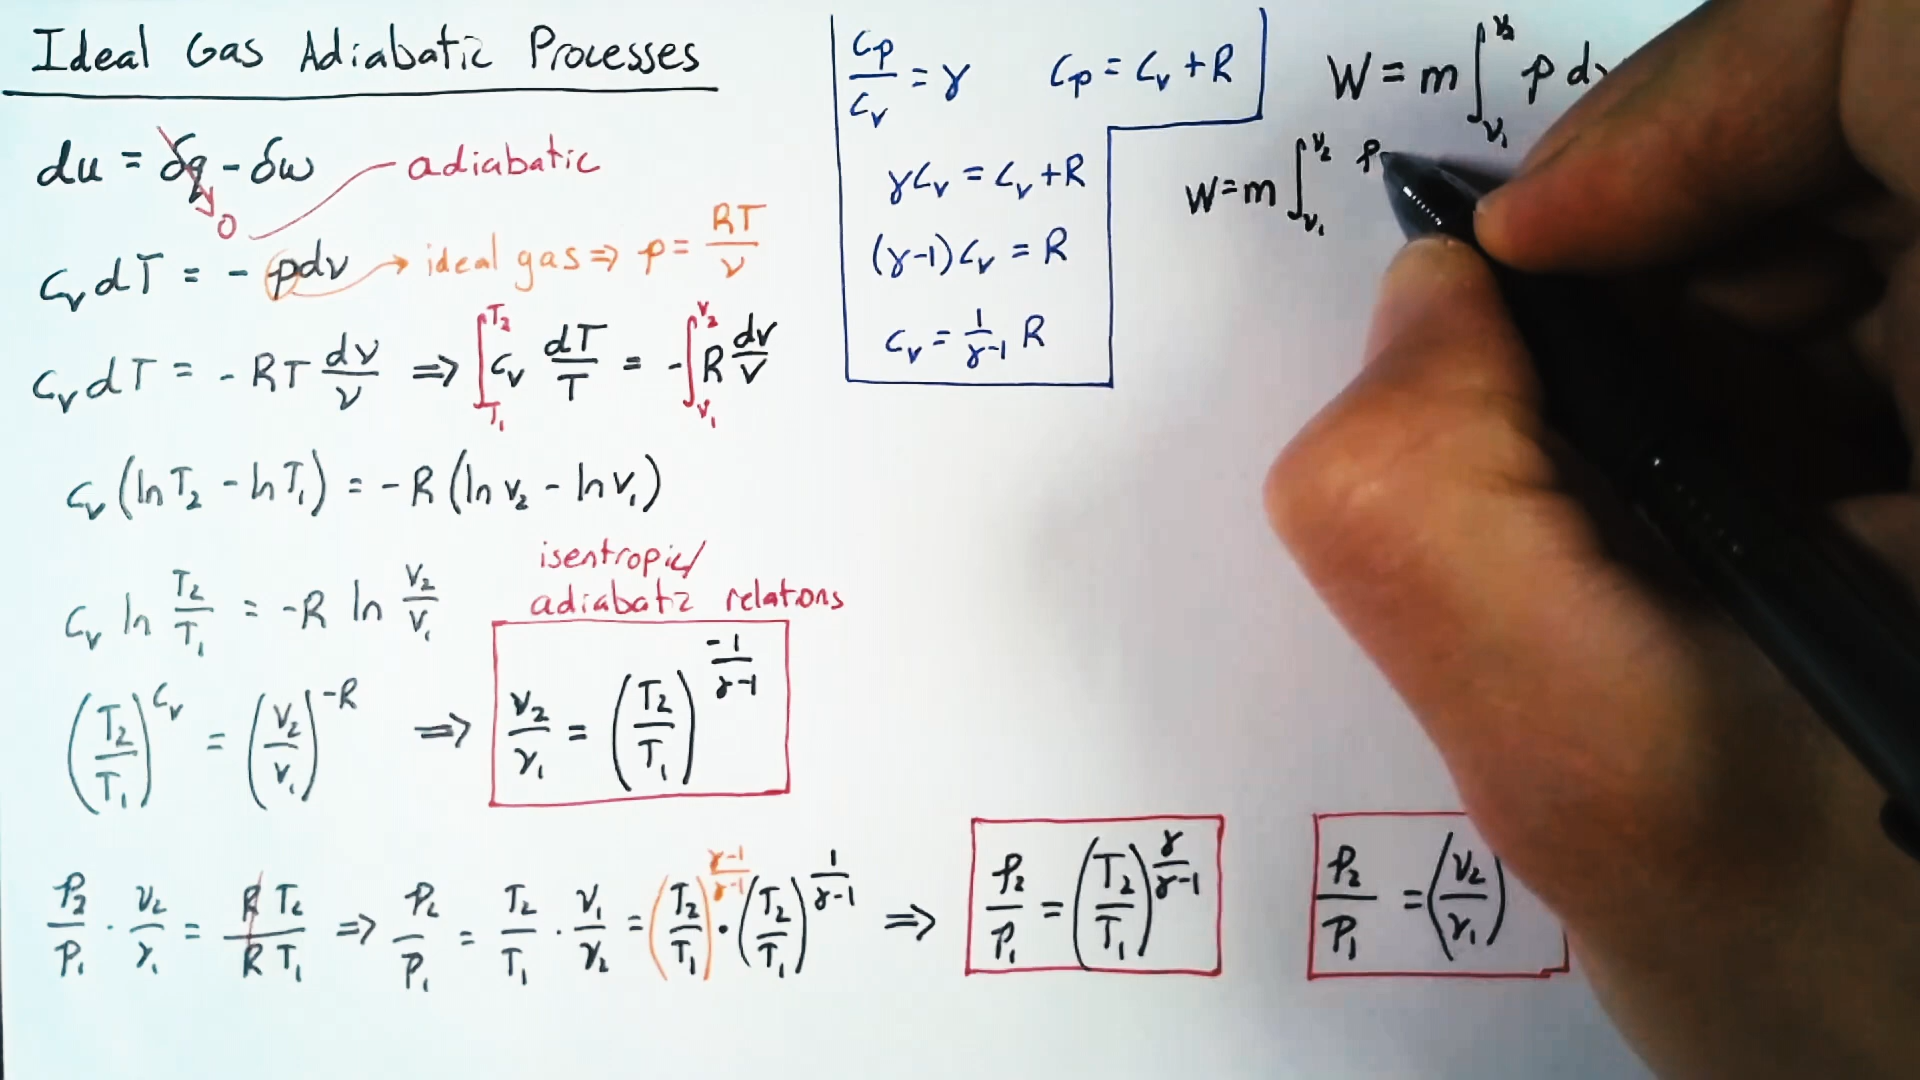 Ideal Gas Adiabatic Processes
du = δq - δw
0
adiabatic
C_v dT = - pdv → ideal gas ⇒ p = RT/v
C_v dT = - RT dv/v ⇒ ∫_{T_1}^{T_2} C_v dT/T = -∫_{v_1}^{v_2} R dv/v
C_v (ln T_2 - ln T_1) = - R (ln v_2 - ln v_1)
C_v ln T_2/T_1 = -R ln v_2/v_1
isentropic/
adiabatic relations
(T_2/T_1)^{C_v} = (v_2/v_1)^{-R} ⇒ v_2/v_1 = (T_2/T_1)^{-1/(γ-1)}
P_2/P_1 · v_2/v_1 = R T_2/R T_1 ⇒ P_2/P_1 = T_2/T_1 · v_1/v_2 = (T_2/T_1)^{(γ-1)/(γ-1)} · (T_2/T_1)^{1/(γ-1)} ⇒ P_2/P_1 = (T_2/T_1)^{γ/(γ-1)}
P_2/P_1 = (v_2/v_1)
C_p/C_v = γ C_p = C_v + R
γC_v = C_v + R
(γ-1)C_v = R
C_v = 1/(γ-1) R
W = m ∫_{v_1}^{v_2} p dv
W = m ∫_{v_1}^{v_2} P